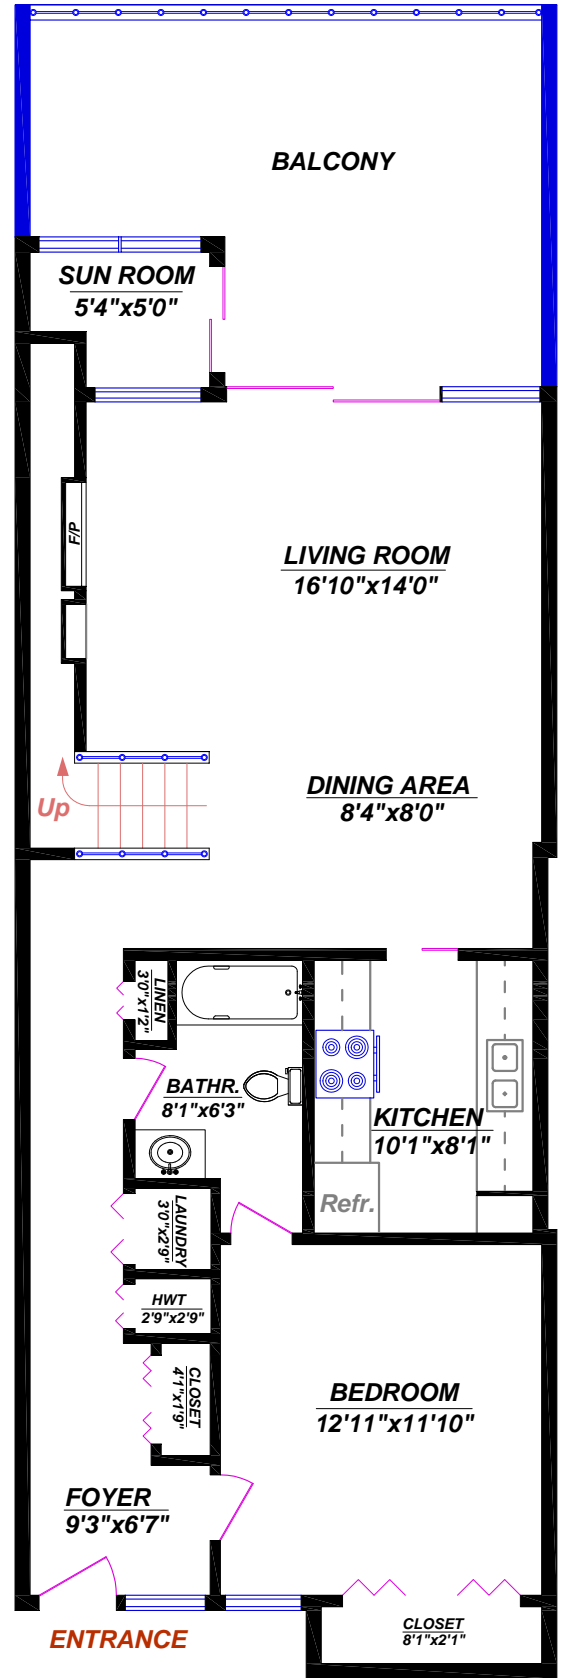 BALCONY
SUN ROOM
5'4"x5'0"
F/P
LIVING ROOM
16'10"x14'0"
Up
DINING AREA
8'4"x8'0"
LINEN
3'0"x1'2"
BATHR.
8'1"x6'3"
KITCHEN
10'1"x8'1"
Refr.
LAUNDRY
3'0"x2'9"
HWT
2'9"x2'9"
CLOSET
4'1"x1'9"
BEDROOM
12'11"x11'10"
FOYER
9'3"x6'7"
CLOSET
8'1"x2'1"
ENTRANCE